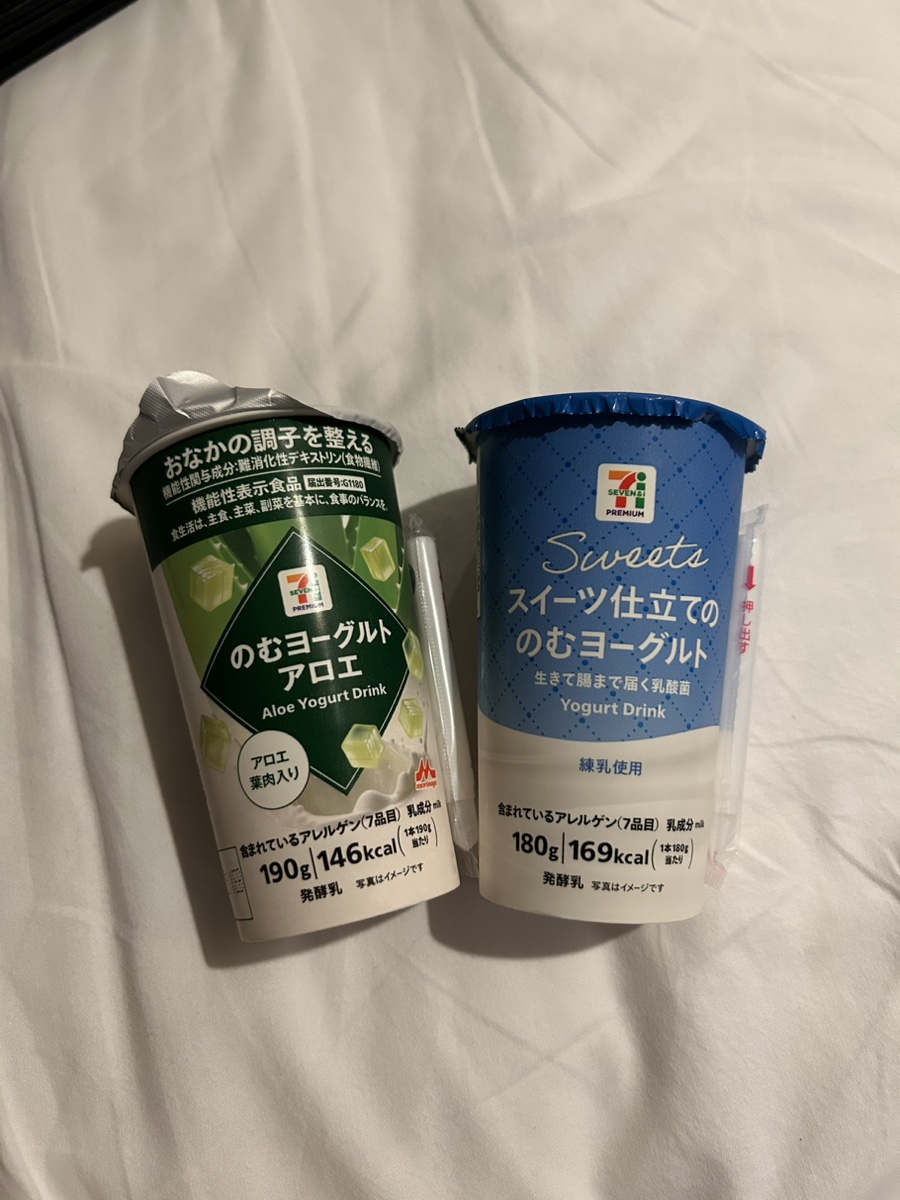 おなかの調子を整える
機能性関与成分:難消化性デキストリン(食物繊維)
機能性表示食品 届出番号:G1180
食生活は、主食、主菜、副菜を基本に、食事のバランスを。
7
SEVEN&i
PREMIUM
のむヨーグルト
アロエ
Aloe Yogurt Drink
アロエ
葉肉入り
morinaga
含まれているアレルゲン(7品目) 乳成分 milk
190g 146kcal (1本190g当たり)
発酵乳 写真はイメージです
7
SEVEN&i
PREMIUM
Sweets
スイーツ仕立ての
のむヨーグルト
生きて腸まで届く乳酸菌
Yogurt Drink
練乳使用
含まれているアレルゲン(7品目) 乳成分 milk
180g 169kcal (1本180g当たり)
発酵乳 写真はイメージです
押し出す